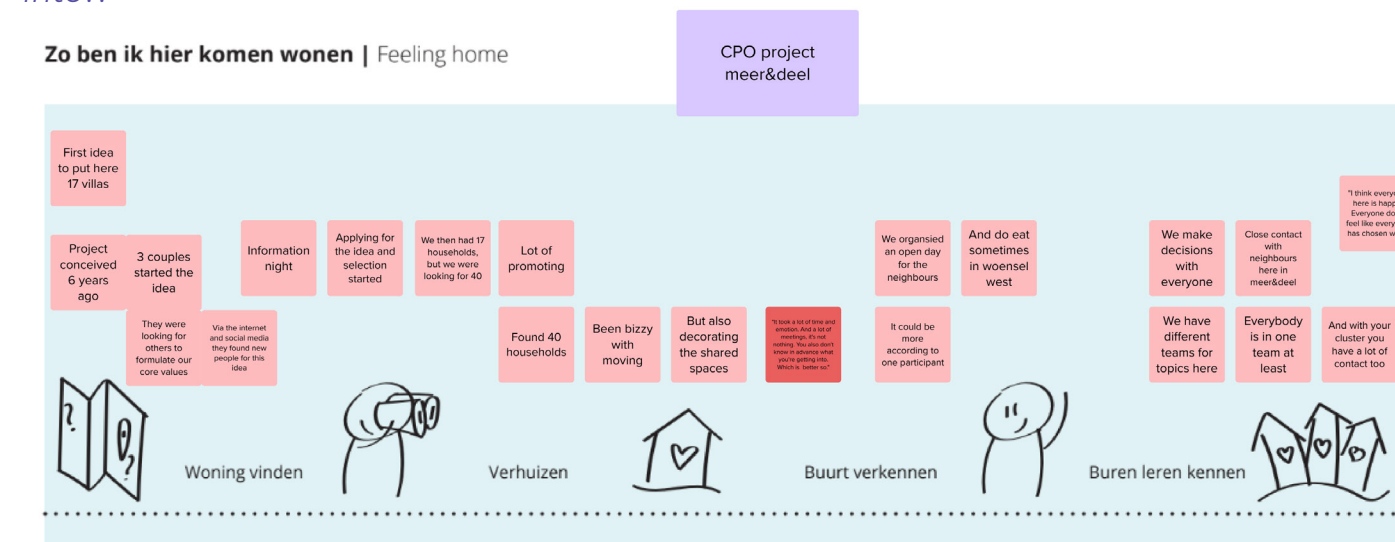 Zo ben ik hier komen wonen | Feeling home
CPO project
meer&deel
First idea
to put here
17 villas
Project
conceived
6 years
ago
3 couples
started the
idea
They were
looking for
others to
formulate our
core values
Via the internet
and social media
they found new
people for this
idea
Information
night
Applying for
the idea and
selection
started
We then had 17
households,
but we were
looking for 40
Lot of
promoting
Found 40
households
Been bizzy
with
moving
But also
decorating
the shared
spaces
"It took a lot of time and
emotion. And a lot of
meetings, it's not
nothing. You also don't
know in advance what
you're getting into.
Which is better so."
We organsied
an open day
for the
neighbours
And do eat
sometimes
in woensel
west
It could be
more
according to
one participant
We make
decisions
with
everyone
Close contact
with
neighbours
here in
meer&deel
We have
different
teams for
topics here
Everybody
is in one
team at
least
And with your
cluster you
have a lot of
contact too
"I think
here is
Everyone
feel like
has chosen
Woning vinden
Verhuizen
Buurt verkennen
Buren leren kennen